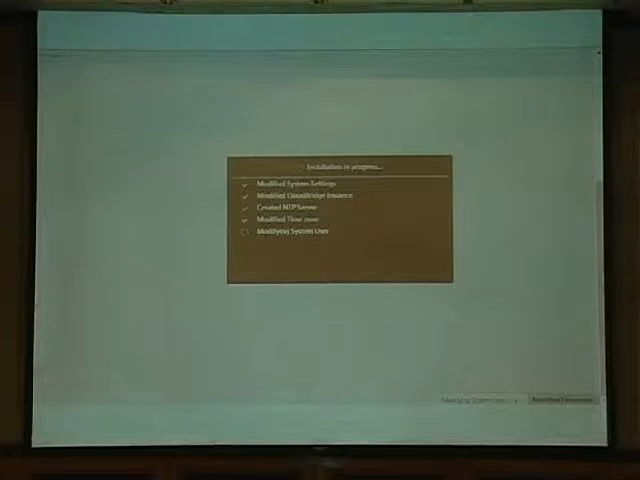 Installation in progress...
Modified System Settings
Modified CloudBridge Instance
Created NTP Server
Modified Time zone
Modifying System User